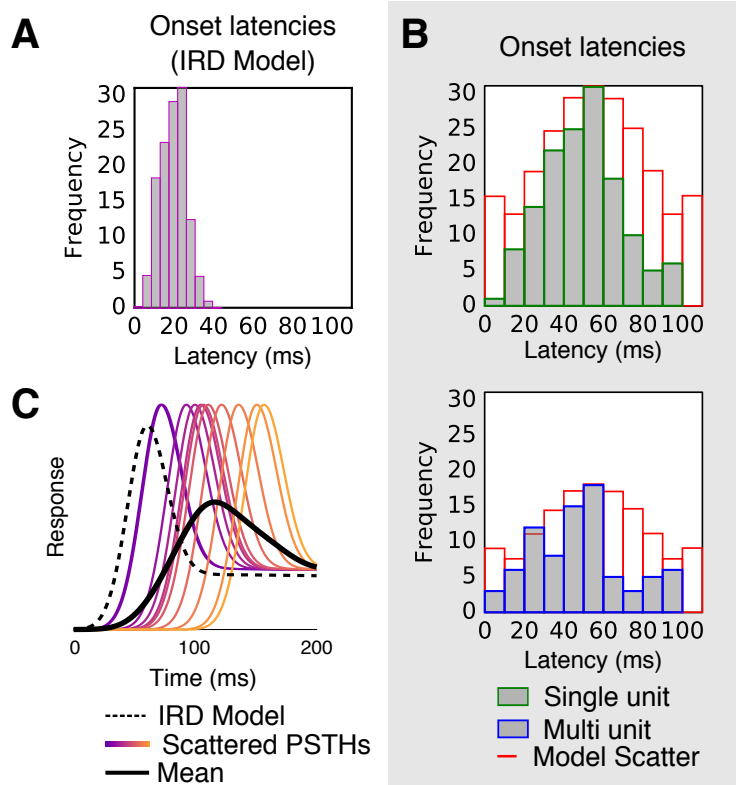 A
Onset latencies
(IRD Model)
30
25
20
15
10
5
0
Frequency
0 20 40 60 80 100
Latency (ms)
B
Onset latencies
30
25
20
15
10
5
0
Frequency
0 20 40 60 80 100
Latency (ms)
30
25
20
15
10
5
0
Frequency
0 20 40 60 80 100
Latency (ms)
Single unit
Multi unit
Model Scatter
C
Response
0 100 200
Time (ms)
IRD Model
Scattered PSTHs
Mean